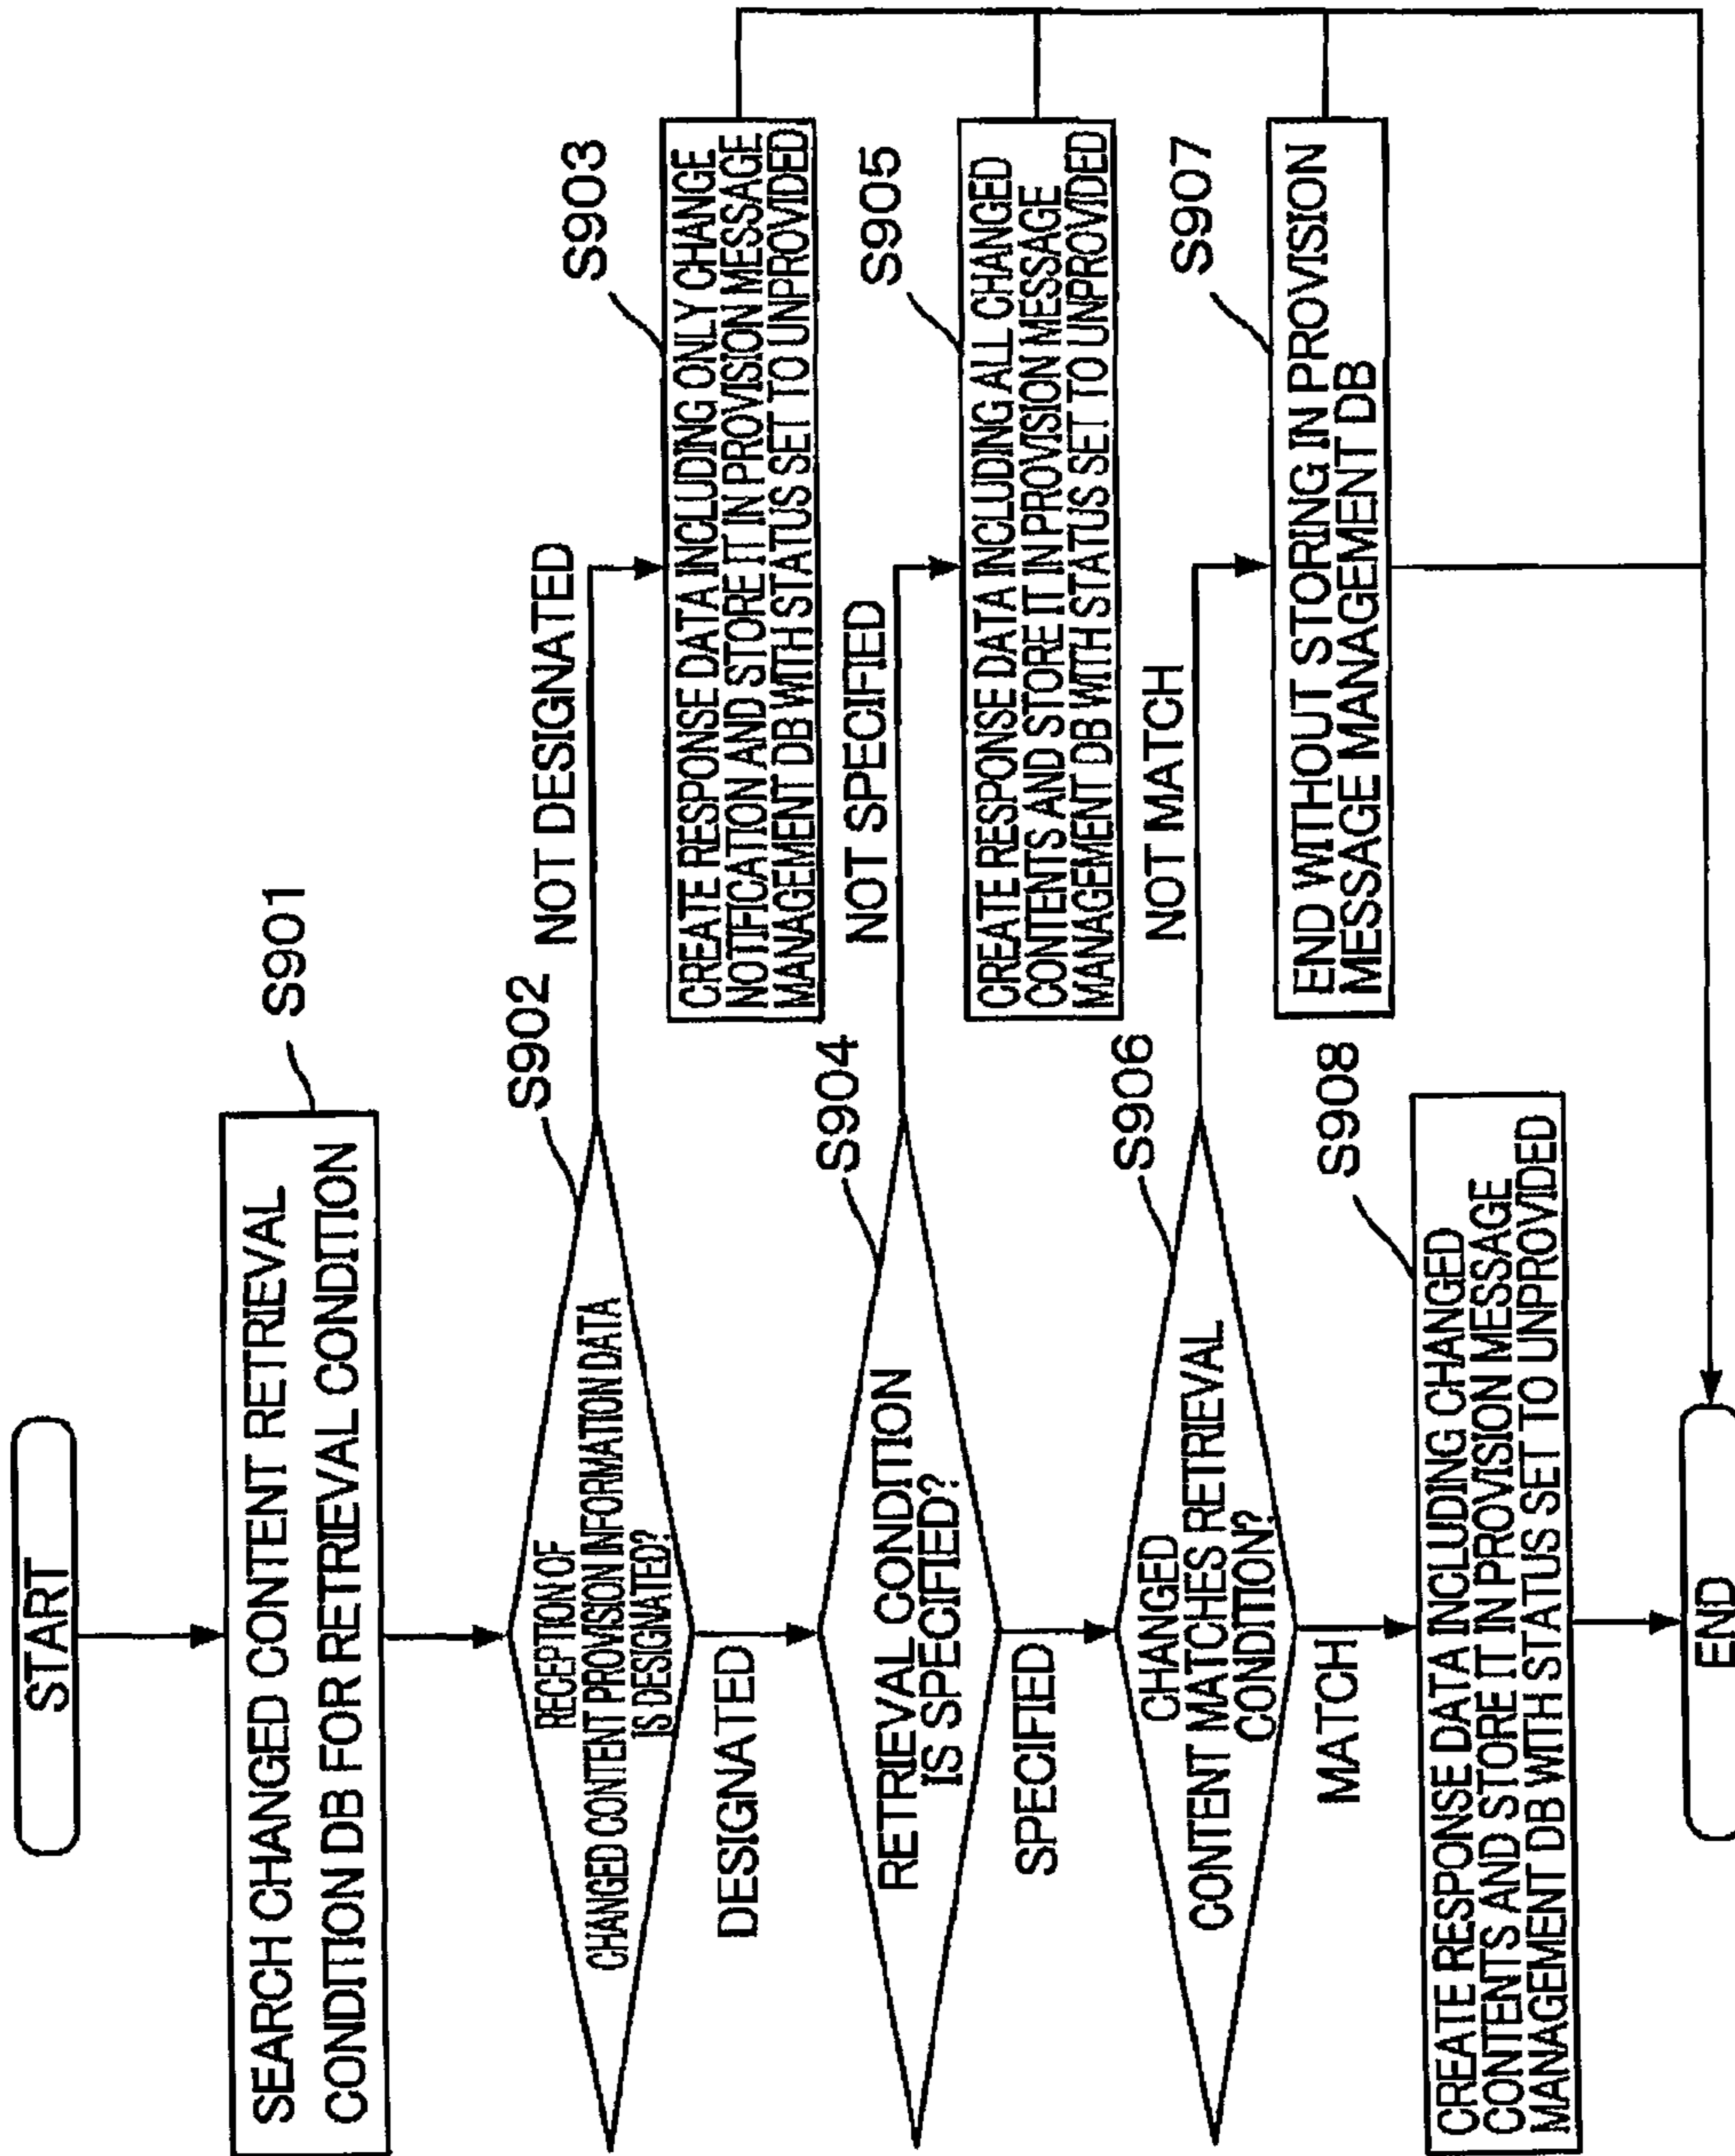 START
S901
SEARCH CHANGED CONTENT RETRIEVAL
CONDITION DB FOR RETRIEVAL CONDITION
S902
RECEPTION OF
CHANGED CONTENT PROVISION INFORMATION DATA
IS DESIGNATED?
NOT DESIGNATED
S903
CREATE RESPONSE DATA INCLUDING ONLY CHANGE
NOTIFICATION AND STORE IT IN PROVISION MESSAGE
MANAGEMENT DB WITH STATUS SET TO UNPROVIDED
DESIGNATED
S904
RETRIEVAL CONDITION
IS SPECIFIED?
NOT SPECIFIED
S905
CREATE RESPONSE DATA INCLUDING ALL CHANGED
CONTENTS AND STORE IT IN PROVISION MESSAGE
MANAGEMENT DB WITH STATUS SET TO UNPROVIDED
SPECIFIED
S906
CHANGED
CONTENT MATCHES RETRIEVAL
CONDITION?
NOT MATCH
S907
END WITHOUT STORING IN PROVISION
MESSAGE MANAGEMENT DB
MATCH
S908
CREATE RESPONSE DATA INCLUDING CHANGED
CONTENTS AND STORE IT IN PROVISION MESSAGE
MANAGEMENT DB WITH STATUS SET TO UNPROVIDED
END